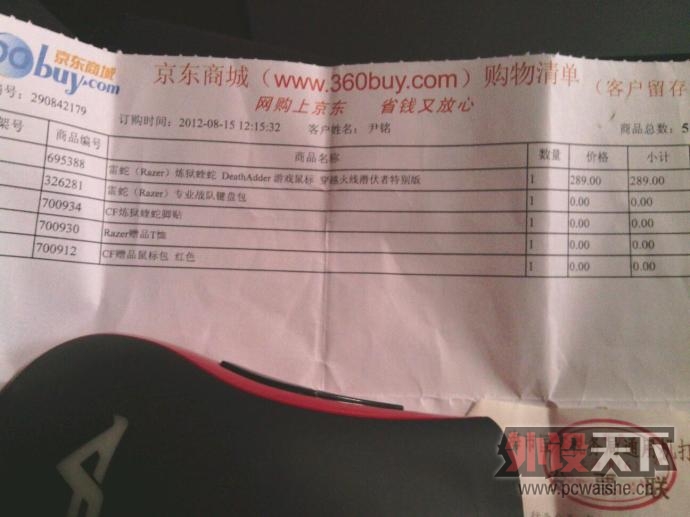 buy.com 京东商城
京东商城（www.360buy.com）购物清单（客户留存
网购上京东 省钱又放心
号：290842179 订购时间：2012-08-15 12:15:32 客户姓名：尹铭 商品总数：5
架号 商品编号 商品名称 数量 价格 小计
695388 雷蛇（Razer）炼狱蝰蛇 DeathAdder 游戏鼠标 穿越火线潜伏者特别版 1 289.00 289.00
326281 雷蛇（Razer）专业战队键盘包 1 0.00 0.00
700934 CF炼狱蝰蛇脚贴 1 0.00 0.00
700930 Razer赠品T恤 1 0.00 0.00
700912 CF赠品鼠标包 红色 1 0.00 0.00
通用机打
联
外设天下
www.pcwaishe.cn